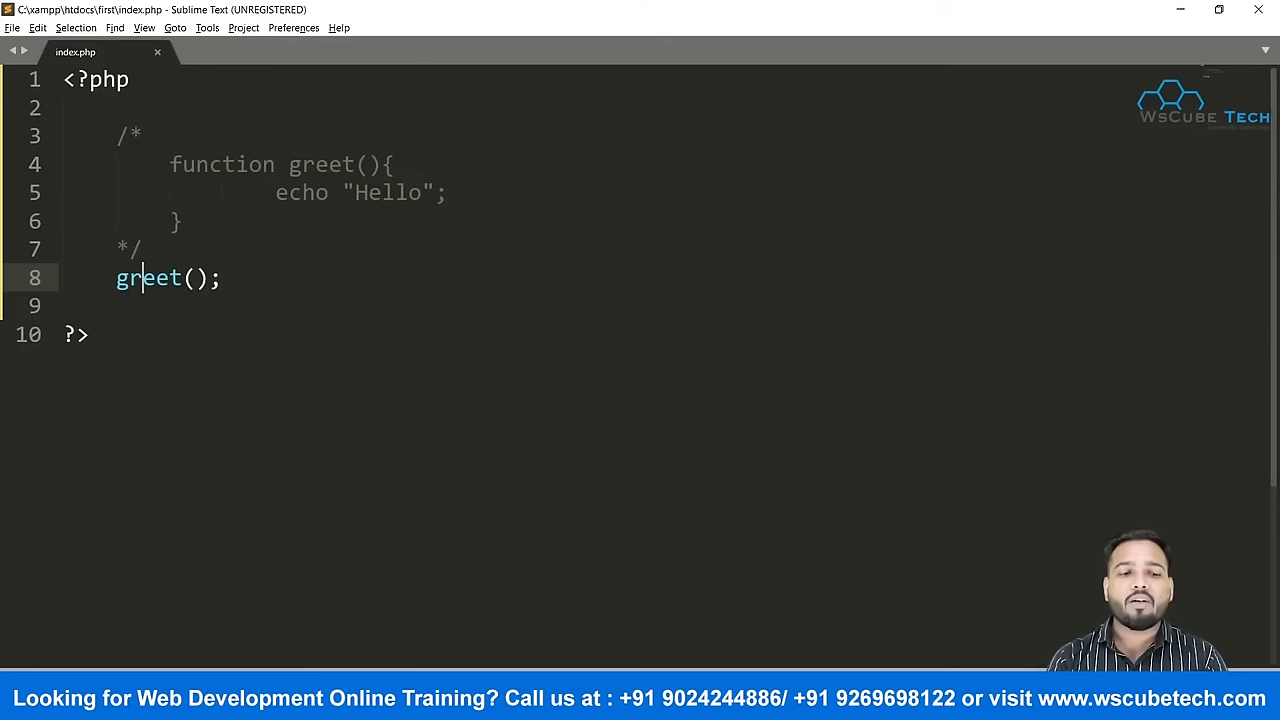 C:\xampp\htdocs\first\index.php - Sublime Text (UNREGISTERED)
File Edit Selection Find View Goto Tools Project Preferences Help
index.php
1 <?php
2
3 /*
4 function greet(){
5 echo "Hello";
6 }
7 */
8 greet();
9
10 ?>
WsCube Tech
Looking for Web Development Online Training? Call us at : +91 9024244886/ +91 9269698122 or visit www.wscubetech.com